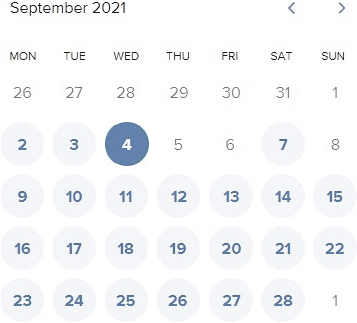 September 2021
MON TUE WED THU FRI SAT SUN
26 27 28 29 30 31 1
2 3 4 5 6 7 8
9 10 11 12 13 14 15
16 17 18 19 20 21 22
23 24 25 26 27 28 1